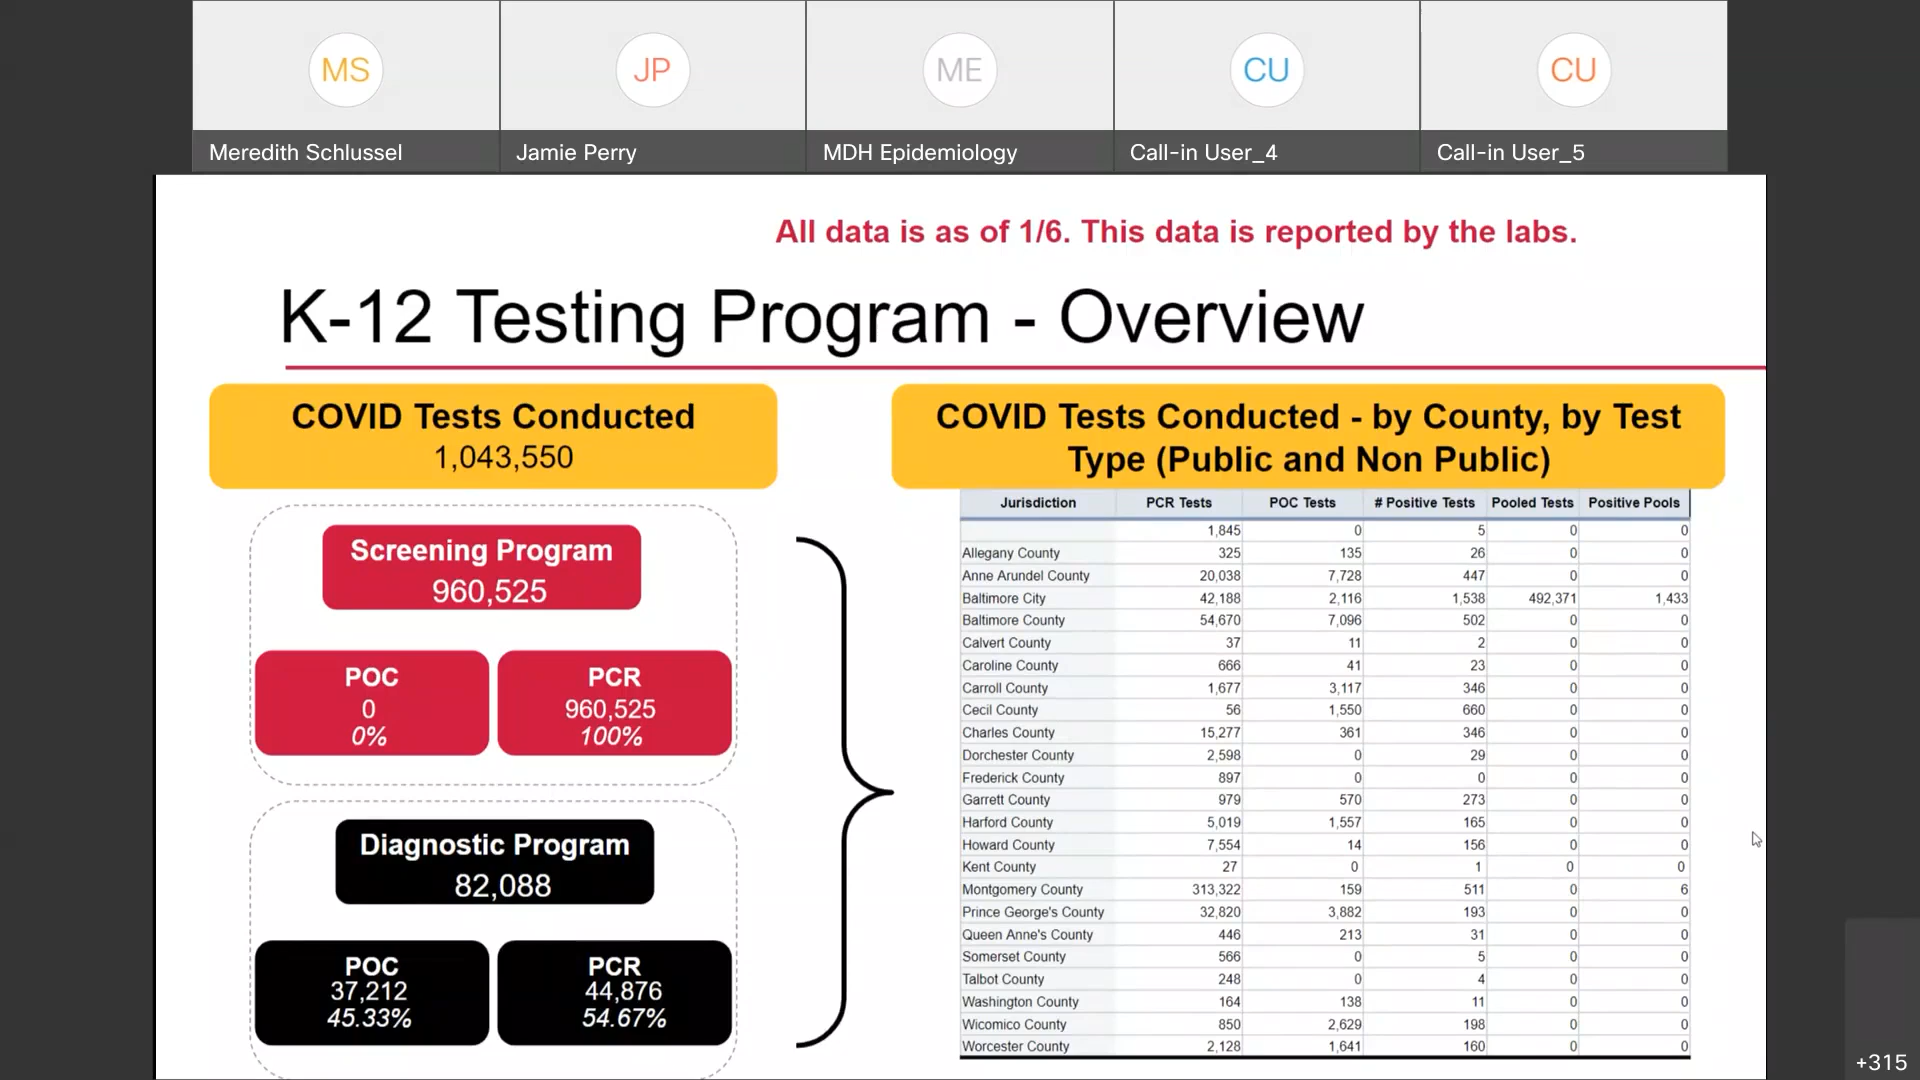 MS
JP
ME
CU
CU
Meredith Schlussel
Jamie Perry
MDH Epidemiology
Call-in User_4
Call-in User_5
All data is as of 1/6. This data is reported by the labs.
K-12 Testing Program - Overview
COVID Tests Conducted
1,043,550
Screening Program
960,525
POC
0
0%
PCR
960,525
100%
Diagnostic Program
82,088
POC
37,212
45.33%
PCR
44,876
54.67%
COVID Tests Conducted - by County, by Test
Type (Public and Non Public)
Jurisdiction PCR Tests POC Tests # Positive Tests Pooled Tests Positive Pools
1,845 0 5 0 0
Allegany County 325 135 26 0 0
Anne Arundel County 20,038 7,728 447 0 0
Baltimore City 42,188 2,116 1,538 492,371 1,433
Baltimore County 54,670 7,096 502 0 0
Calvert County 37 11 2 0 0
Caroline County 666 41 23 0 0
Carroll County 1,677 3,117 346 0 0
Cecil County 56 1,550 660 0 0
Charles County 15,277 361 346 0 0
Dorchester County 2,598 0 29 0 0
Frederick County 897 0 0 0 0
Garrett County 979 570 273 0 0
Harford County 5,019 1,557 165 0 0
Howard County 7,554 14 156 0 0
Kent County 27 0 1 0 0
Montgomery County 313,322 159 511 0 6
Prince George's County 32,820 3,882 193 0 0
Queen Anne's County 446 213 31 0 0
Somerset County 566 0 5 0 0
Talbot County 248 0 4 0 0
Washington County 164 138 11 0 0
Wicomico County 850 2,629 198 0 0
Worcester County 2,128 1,641 160 0 0
+315